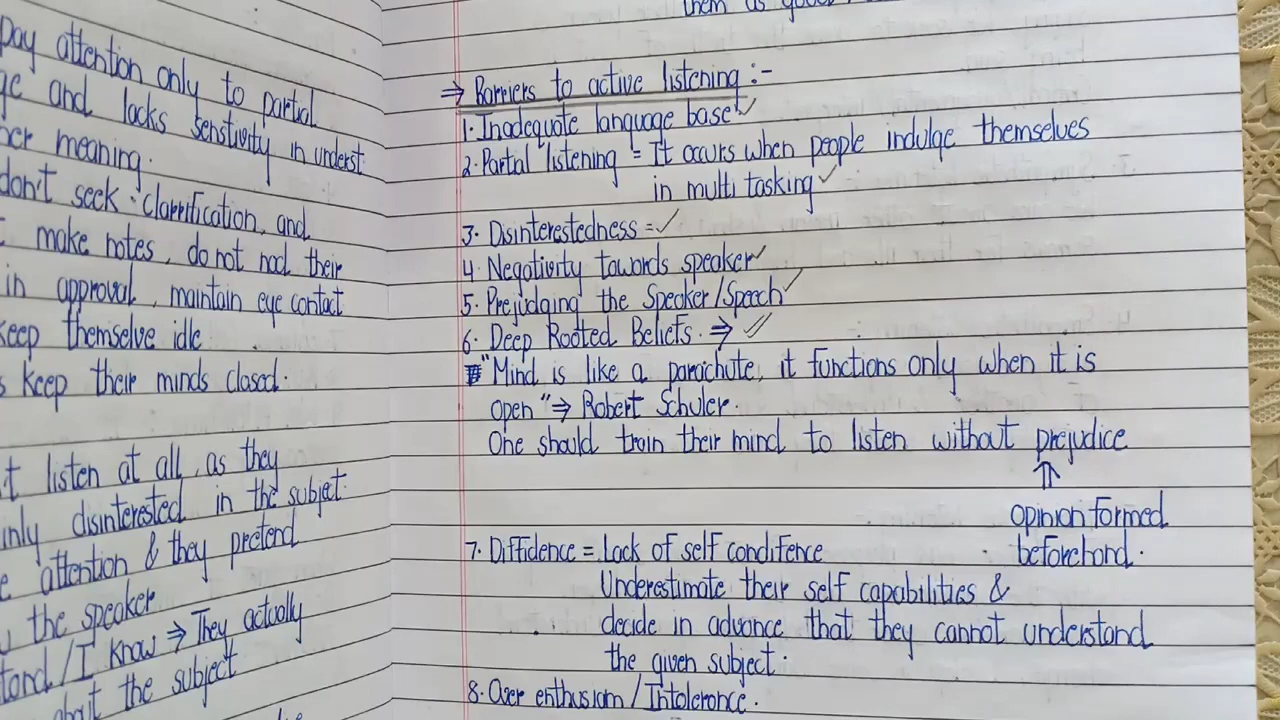 pay attention only to partial
and lacks senstivity in underst
meaning.
don't seek clarification, and
make notes, do not nod their
in approval, maintain eye contact
keep themselve idle
keep their minds closed.
listen at all, as they
disinterested in the subject
attention & they pretend
the speaker
/I know ⇒ They actually
about the subject
them as good
⇒ Barriers to active listening :-
1. Inadequate language base ✓
2. Partial listening = It occurs when people indulge themselves
in multi tasking ✓
3. Disinterestedness = ✓
4. Negativity towards speaker ✓
5. Prejudging the Speaker/Speech ✓
6. Deep Rooted Beliefs. ⇒ ✓
"Mind is like a parachute, it functions only when it is
open" ⇒ Robert Schuler.
One should train their mind to listen without prejudice
↑
opinion formed
beforehand.
7. Diffidence = Lack of self condifence
Underestimate their self capabilities &
decide in advance that they cannot understand
the given subject.
8. Over enthusiam/Intolerance.